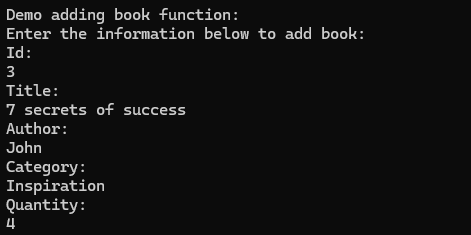 Demo adding book function:
Enter the information below to add book:
Id:
3
Title:
7 secrets of success
Author:
John
Category:
Inspiration
Quantity:
4